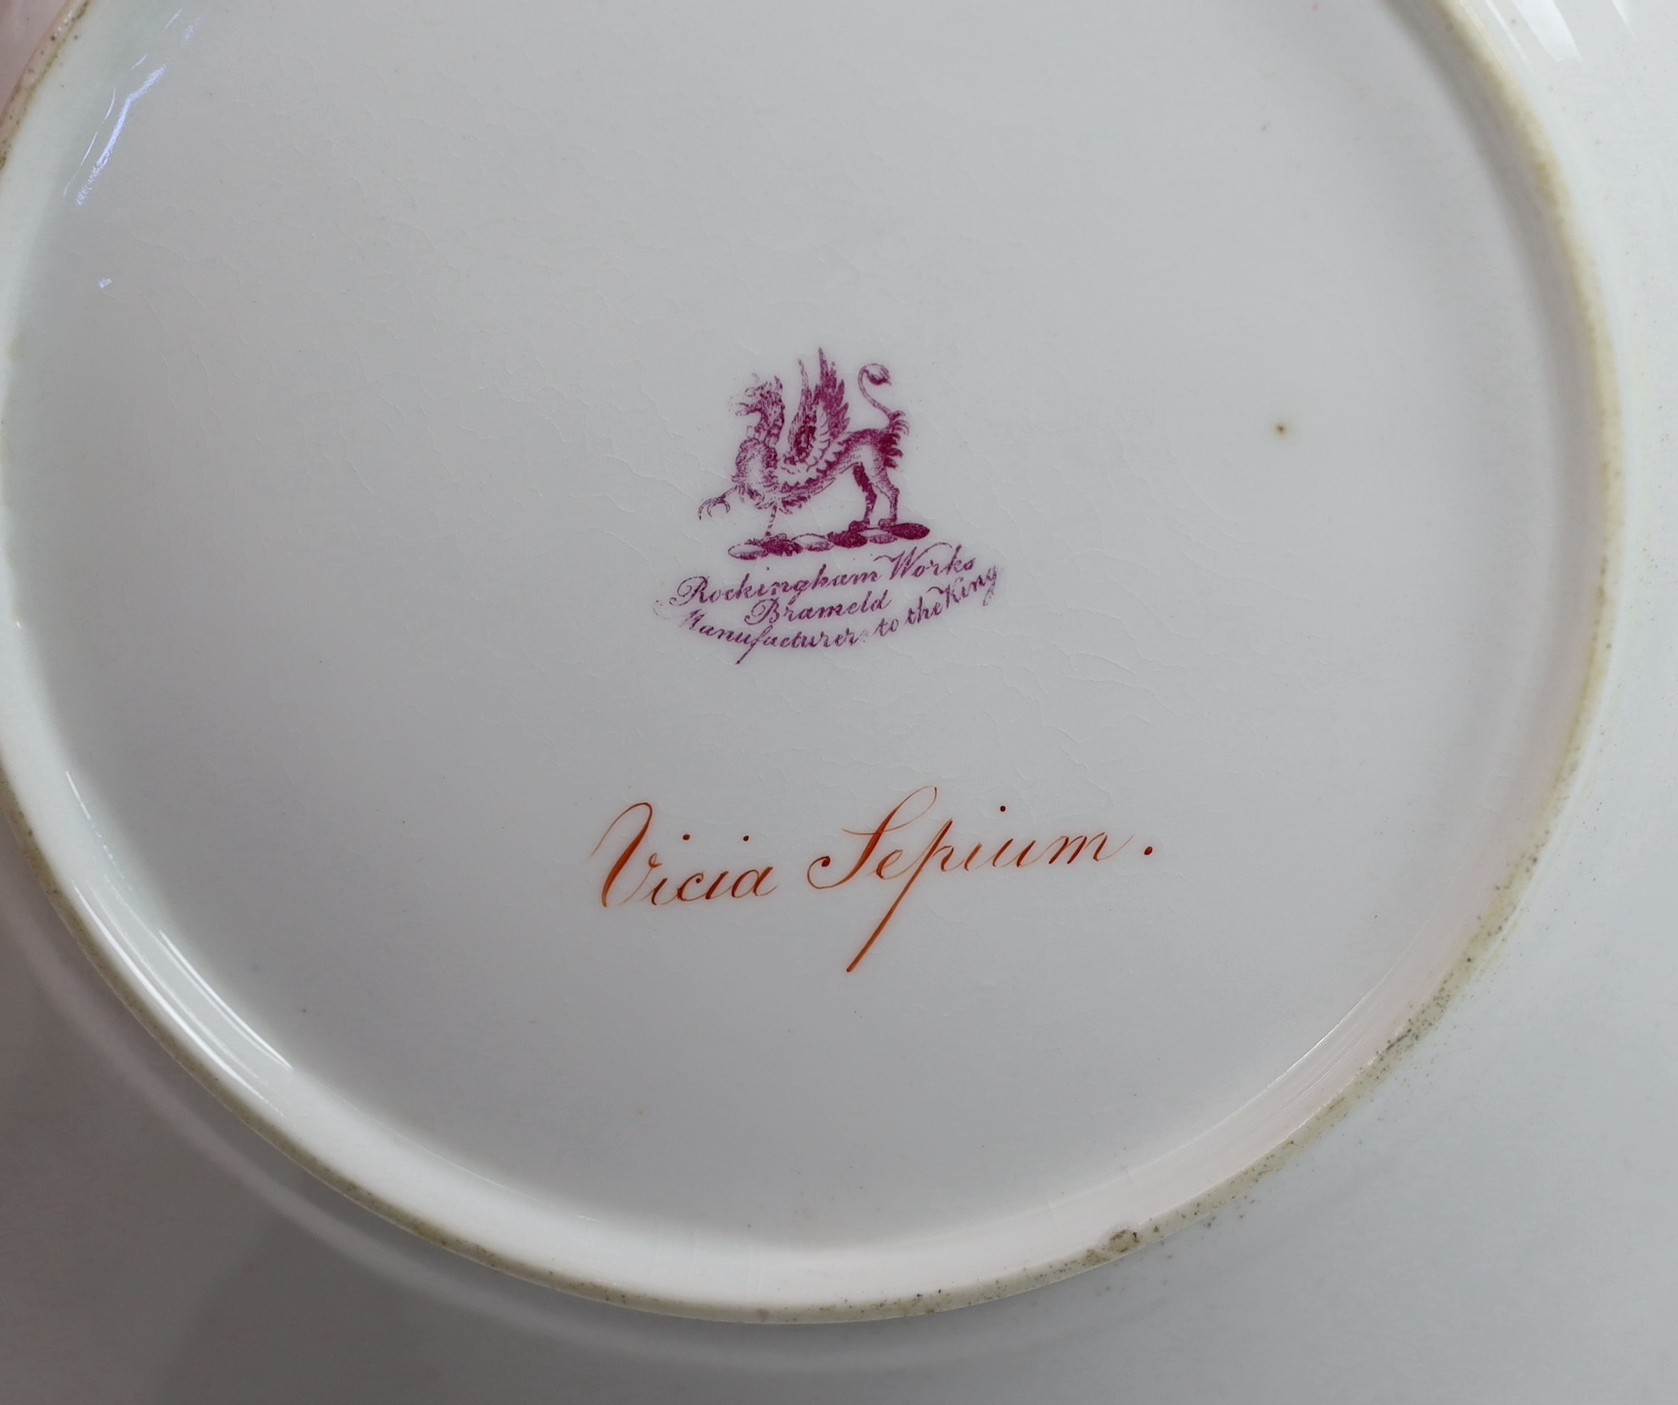 Rockingham Works
Brameld
Manufacturer to the King
Vicia Sepium.